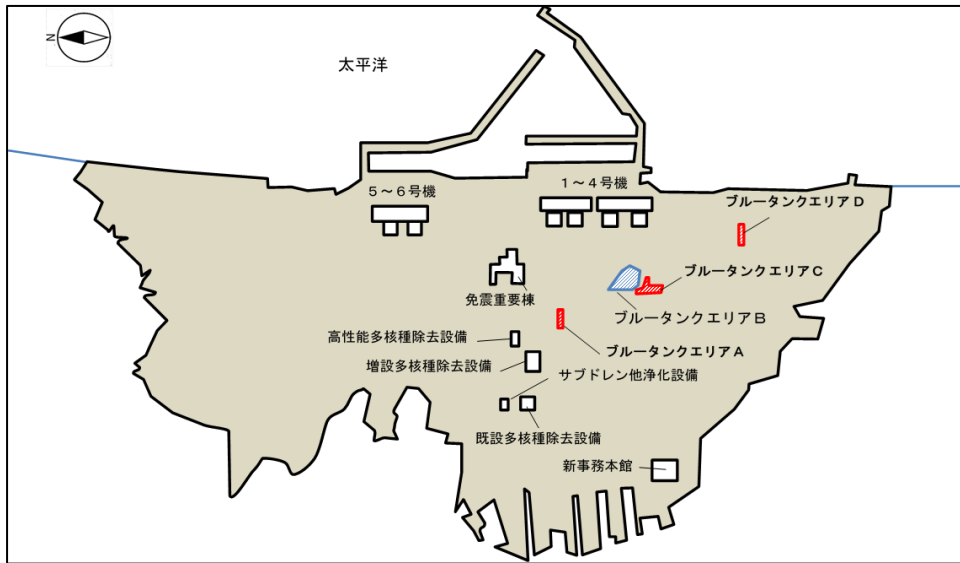 N
太平洋
５～６号機
１～４号機
ブルータンクエリアＤ
免震重要棟
ブルータンクエリアＣ
ブルータンクエリアＢ
高性能多核種除去設備
ブルータンクエリアＡ
増設多核種除去設備
サブドレン他浄化設備
既設多核種除去設備
新事務本館